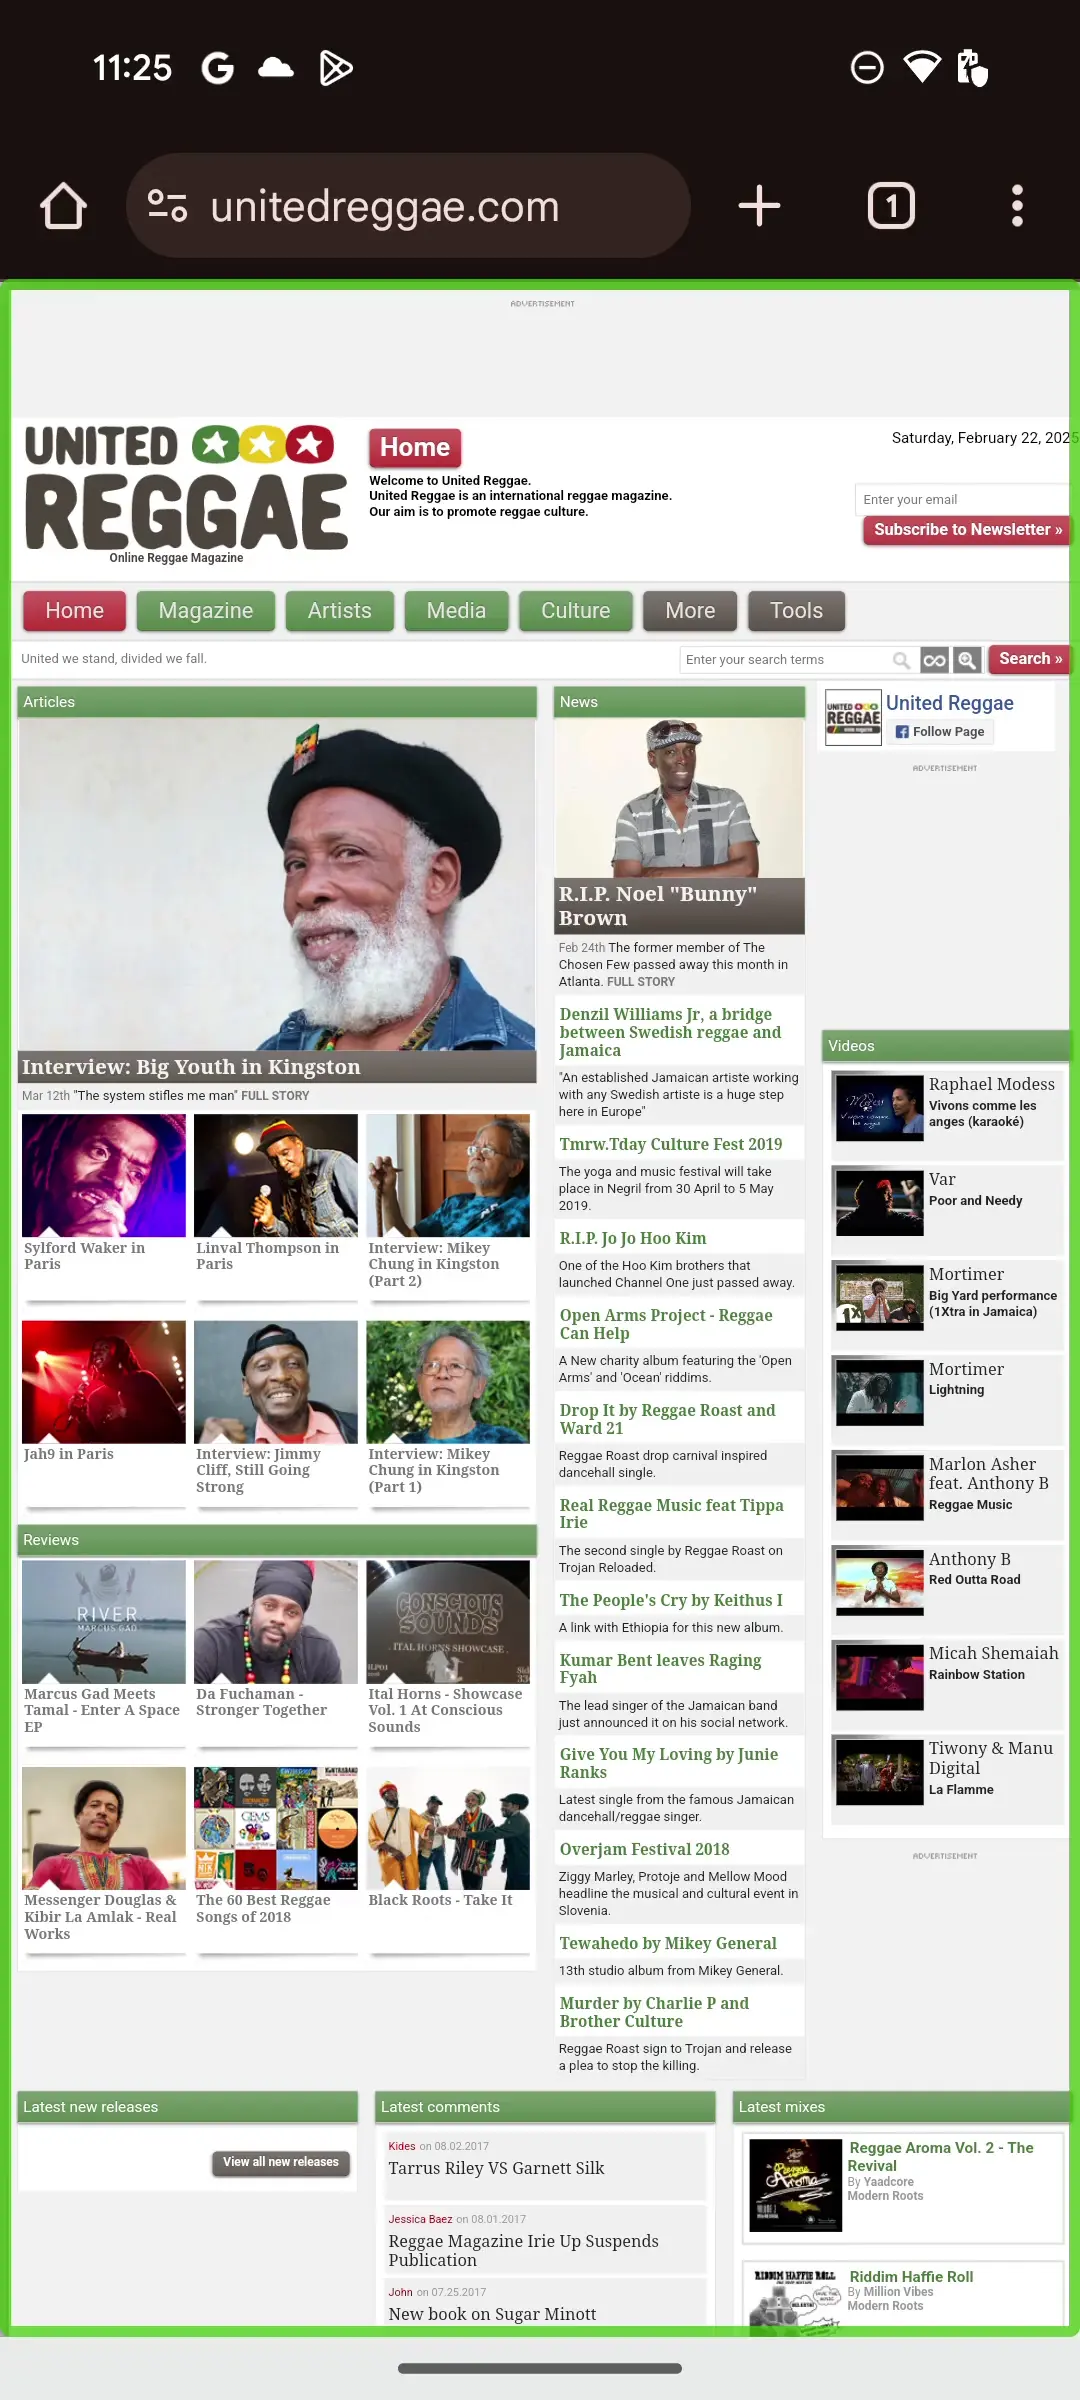 11:25
unitedreggae.com
1
ADVERTISEMENT
UNITED
REGGAE
Online Reggae Magazine
Home
Welcome to United Reggae.
United Reggae is an international reggae magazine.
Our aim is to promote reggae culture.
Saturday, February 22, 2025
Enter your email
Subscribe to Newsletter »
Home
Magazine
Artists
Media
Culture
More
Tools
United we stand, divided we fall.
Enter your search terms
Search »
Articles
Interview: Big Youth in Kingston
Mar 12th "The system stifles me man" FULL STORY
Sylford Waker in
Paris
Linval Thompson in
Paris
Interview: Mikey
Chung in Kingston
(Part 2)
Jah9 in Paris
Interview: Jimmy
Cliff, Still Going
Strong
Interview: Mikey
Chung in Kingston
(Part 1)
Reviews
RIVER
MARCUS GAD
CONSCIOUS
SOUNDS
ITAL HORNS SHOWCASE
Marcus Gad Meets
Tamal - Enter A Space
EP
Da Fuchaman -
Stronger Together
Ital Horns - Showcase
Vol. 1 At Conscious
Sounds
GEMS
Messenger Douglas &
Kibir La Amlak - Real
Works
The 60 Best Reggae
Songs of 2018
Black Roots - Take It
News
R.I.P. Noel "Bunny"
Brown
Feb 24th The former member of The
Chosen Few passed away this month in
Atlanta. FULL STORY
Denzil Williams Jr, a bridge
between Swedish reggae and
Jamaica
"An established Jamaican artiste working
with any Swedish artiste is a huge step
here in Europe"
Tmrw.Tday Culture Fest 2019
The yoga and music festival will take
place in Negril from 30 April to 5 May
2019.
R.I.P. Jo Jo Hoo Kim
One of the Hoo Kim brothers that
launched Channel One just passed away.
Open Arms Project - Reggae
Can Help
A New charity album featuring the 'Open
Arms' and 'Ocean' riddims.
Drop It by Reggae Roast and
Ward 21
Reggae Roast drop carnival inspired
dancehall single.
Real Reggae Music feat Tippa
Irie
The second single by Reggae Roast on
Trojan Reloaded.
The People's Cry by Keithus I
A link with Ethiopia for this new album.
Kumar Bent leaves Raging
Fyah
The lead singer of the Jamaican band
just announced it on his social network.
Give You My Loving by Junie
Ranks
Latest single from the famous Jamaican
dancehall/reggae singer.
Overjam Festival 2018
Ziggy Marley, Protoje and Mellow Mood
headline the musical and cultural event in
Slovenia.
Tewahedo by Mikey General
13th studio album from Mikey General.
Murder by Charlie P and
Brother Culture
Reggae Roast sign to Trojan and release
a plea to stop the killing.
UNITED
REGGAE
United Reggae
Follow Page
ADVERTISEMENT
Videos
Raphael Modess
Vivons comme les
anges (karaoké)
Var
Poor and Needy
Mortimer
Big Yard performance
(1Xtra in Jamaica)
Mortimer
Lightning
Marlon Asher
feat. Anthony B
Reggae Music
Anthony B
Red Outta Road
Micah Shemaiah
Rainbow Station
Tiwony & Manu
Digital
La Flamme
ADVERTISEMENT
Latest new releases
View all new releases
Latest comments
Kides on 08.02.2017
Tarrus Riley VS Garnett Silk
Jessica Baez on 08.01.2017
Reggae Magazine Irie Up Suspends
Publication
John on 07.25.2017
New book on Sugar Minott
Latest mixes
Reggae
Aroma
Reggae Aroma Vol. 2 - The
Revival
By Yaadcore
Modern Roots
RIDDIM HAFFIE ROLL
Riddim Haffie Roll
By Million Vibes
Modern Roots